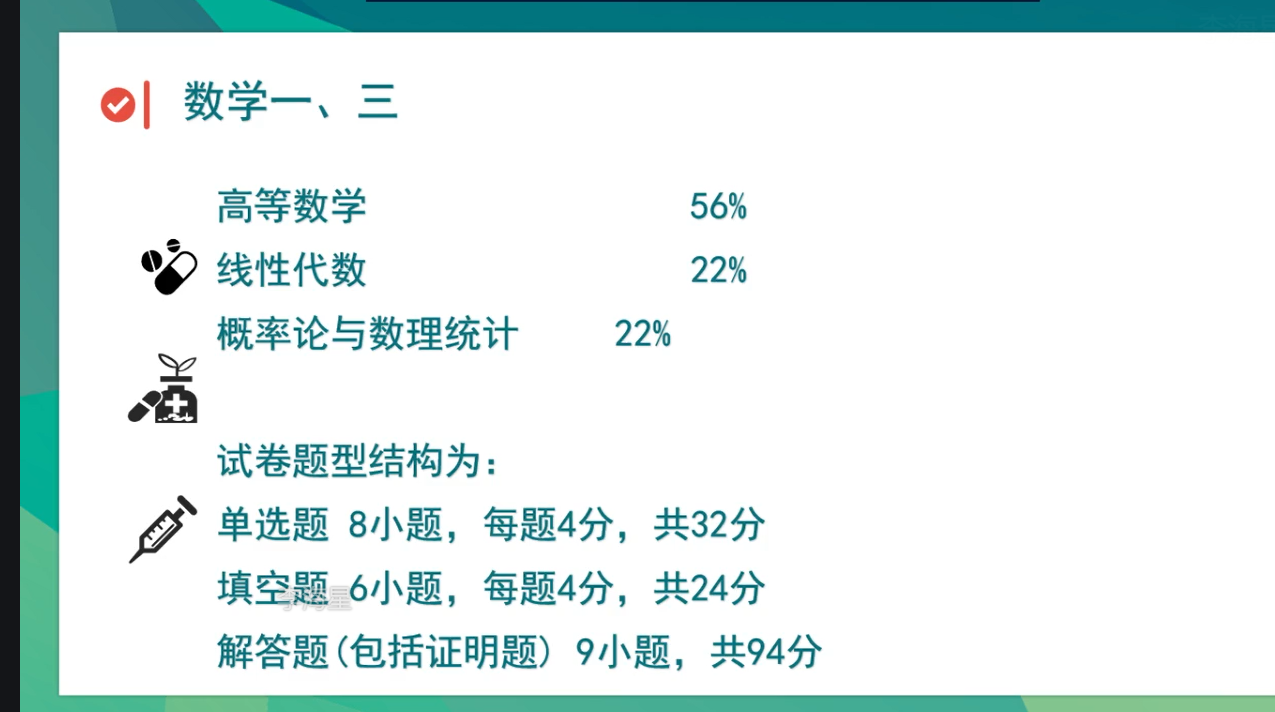 数学一、三
高等数学 56%
线性代数 22%
概率论与数理统计 22%
试卷题型结构为：
单选题 8小题，每题4分，共32分
填空题 6小题，每题4分，共24分
解答题(包括证明题) 9小题，共94分